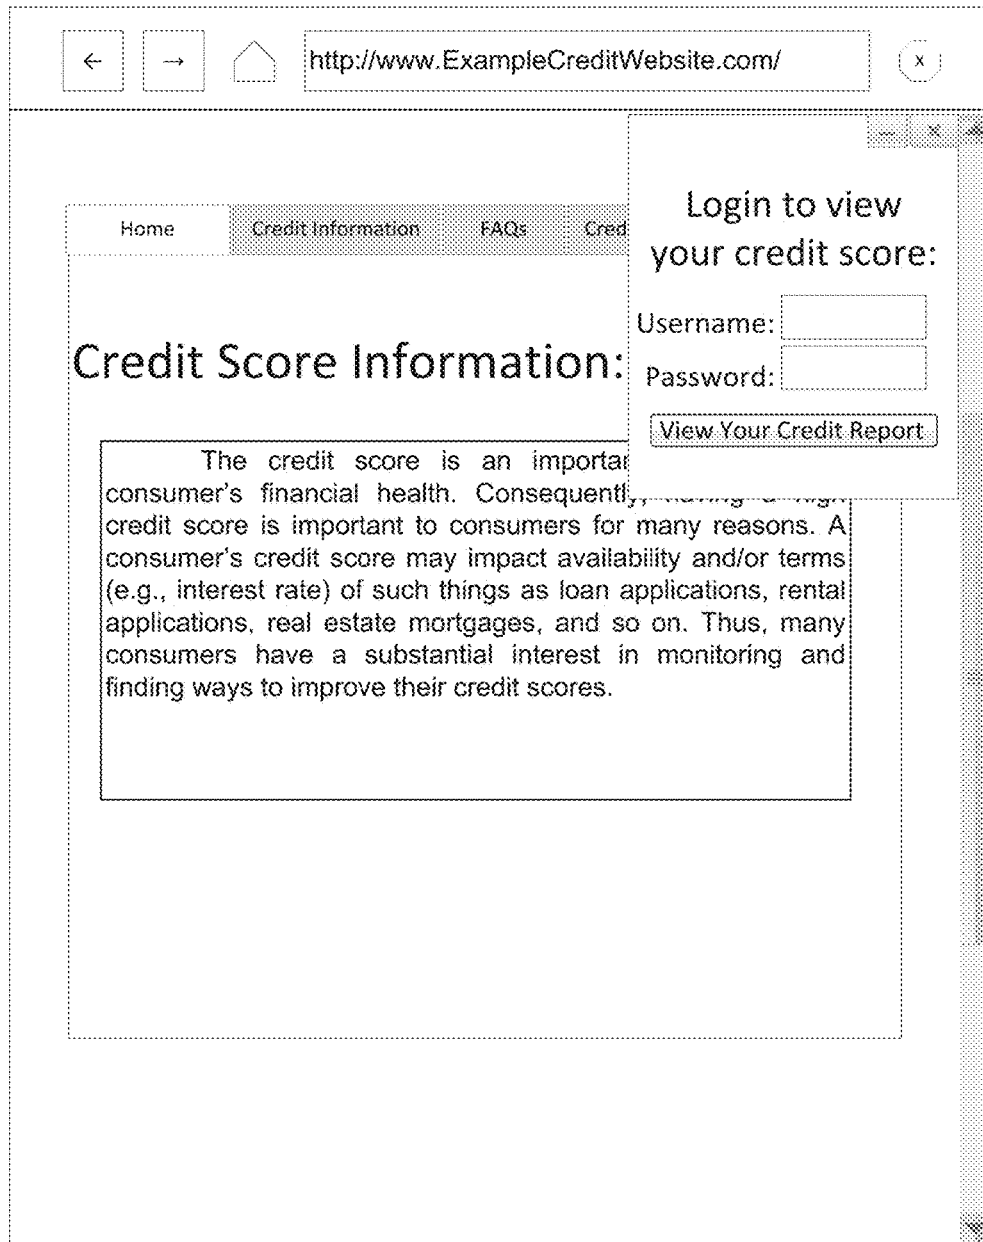 http://www.ExampleCreditWebsite.com/
x
Home Credit Information FAQs Cred
Login to view
your credit score:
Username:
Password:
View Your Credit Report
Credit Score Information:
The credit score is an importa
consumer's financial health. Consequently, having a high
credit score is important to consumers for many reasons. A
consumer's credit score may impact availability and/or terms
(e.g., interest rate) of such things as loan applications, rental
applications, real estate mortgages, and so on. Thus, many
consumers have a substantial interest in monitoring and
finding ways to improve their credit scores.